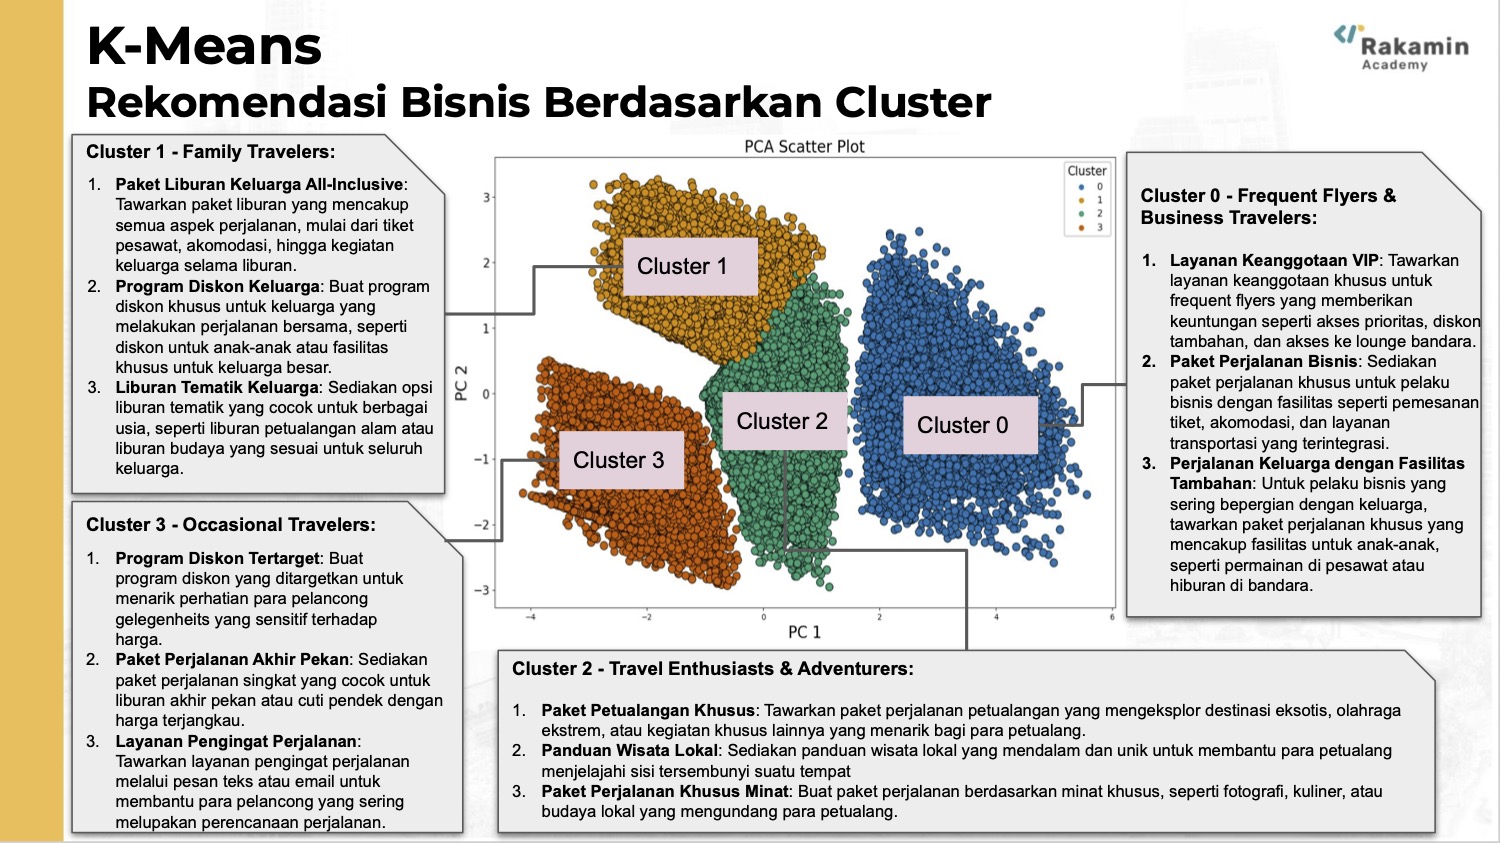 K-Means
Rekomendasi Bisnis Berdasarkan Cluster
Rakamin
Academy
Cluster 1 - Family Travelers:
1. Paket Liburan Keluarga All-Inclusive:
Tawarkan paket liburan yang mencakup
semua aspek perjalanan, mulai dari tiket
pesawat, akomodasi, hingga kegiatan
keluarga selama liburan.
2. Program Diskon Keluarga: Buat program
diskon khusus untuk keluarga yang
melakukan perjalanan bersama, seperti
diskon untuk anak-anak atau fasilitas
khusus untuk keluarga besar.
3. Liburan Tematik Keluarga: Sediakan opsi
liburan tematik yang cocok untuk berbagai
usia, seperti liburan petualangan alam atau
liburan budaya yang sesuai untuk seluruh
keluarga.
Cluster 3 - Occasional Travelers:
1. Program Diskon Tertarget: Buat
program diskon yang ditargetkan untuk
menarik perhatian para pelancong
gelegenheits yang sensitif terhadap
harga.
2. Paket Perjalanan Akhir Pekan: Sediakan
paket perjalanan singkat yang cocok untuk
liburan akhir pekan atau cuti pendek dengan
harga terjangkau.
3. Layanan Pengingat Perjalanan:
Tawarkan layanan pengingat perjalanan
melalui pesan teks atau email untuk
membantu para pelancong yang sering
melupakan perencanaan perjalanan.
PCA Scatter Plot
Cluster
0
1
2
3
3
2
1
0
−1
−2
−3
PC 2
Cluster 1
Cluster 2
Cluster 0
Cluster 3
−4
−2
0
2
4
6
PC 1
Cluster 0 - Frequent Flyers &
Business Travelers:
1. Layanan Keanggotaan VIP: Tawarkan
layanan keanggotaan khusus untuk
frequent flyers yang memberikan
keuntungan seperti akses prioritas, diskon
tambahan, dan akses ke lounge bandara.
2. Paket Perjalanan Bisnis: Sediakan
paket perjalanan khusus untuk pelaku
bisnis dengan fasilitas seperti pemesanan
tiket, akomodasi, dan layanan
transportasi yang terintegrasi.
3. Perjalanan Keluarga dengan Fasilitas
Tambahan: Untuk pelaku bisnis yang
sering bepergian dengan keluarga,
tawarkan paket perjalanan khusus yang
mencakup fasilitas untuk anak-anak,
seperti permainan di pesawat atau
hiburan di bandara.
Cluster 2 - Travel Enthusiasts & Adventurers:
1. Paket Petualangan Khusus: Tawarkan paket perjalanan petualangan yang mengeksplor destinasi eksotis, olahraga
ekstrem, atau kegiatan khusus lainnya yang menarik bagi para petualang.
2. Panduan Wisata Lokal: Sediakan panduan wisata lokal yang mendalam dan unik untuk membantu para petualang
menjelajahi sisi tersembunyi suatu tempat
3. Paket Perjalanan Khusus Minat: Buat paket perjalanan berdasarkan minat khusus, seperti fotografi, kuliner, atau
budaya lokal yang mengundang para petualang.